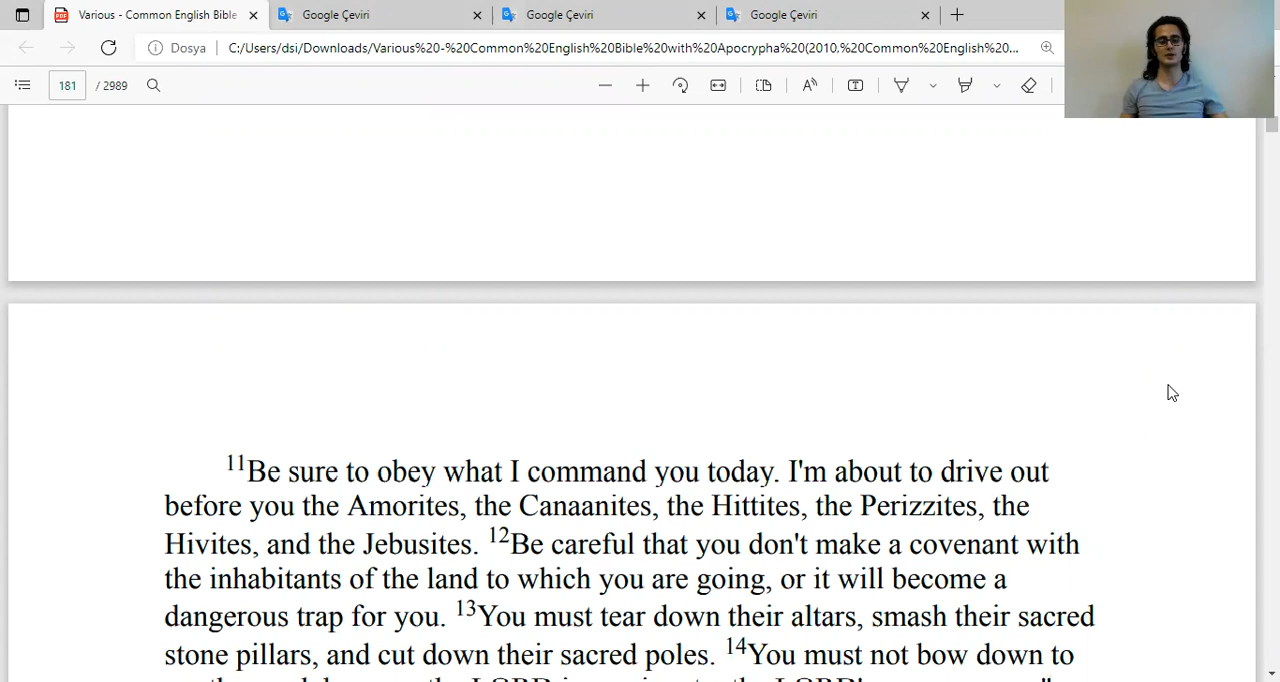 Various - Common English Bible
Google Çeviri
Google Çeviri
Google Çeviri
Dosya
C:/Users/dsi/Downloads/Various%20-%20Common%20English%20Bible%20with%20Apocrypha%20(2010,%20Common%20English%20...
181 / 2989
11Be sure to obey what I command you today. I'm about to drive out
before you the Amorites, the Canaanites, the Hittites, the Perizzites, the
Hivites, and the Jebusites. 12Be careful that you don't make a covenant with
the inhabitants of the land to which you are going, or it will become a
dangerous trap for you. 13You must tear down their altars, smash their sacred
stone pillars, and cut down their sacred poles. 14You must not bow down to